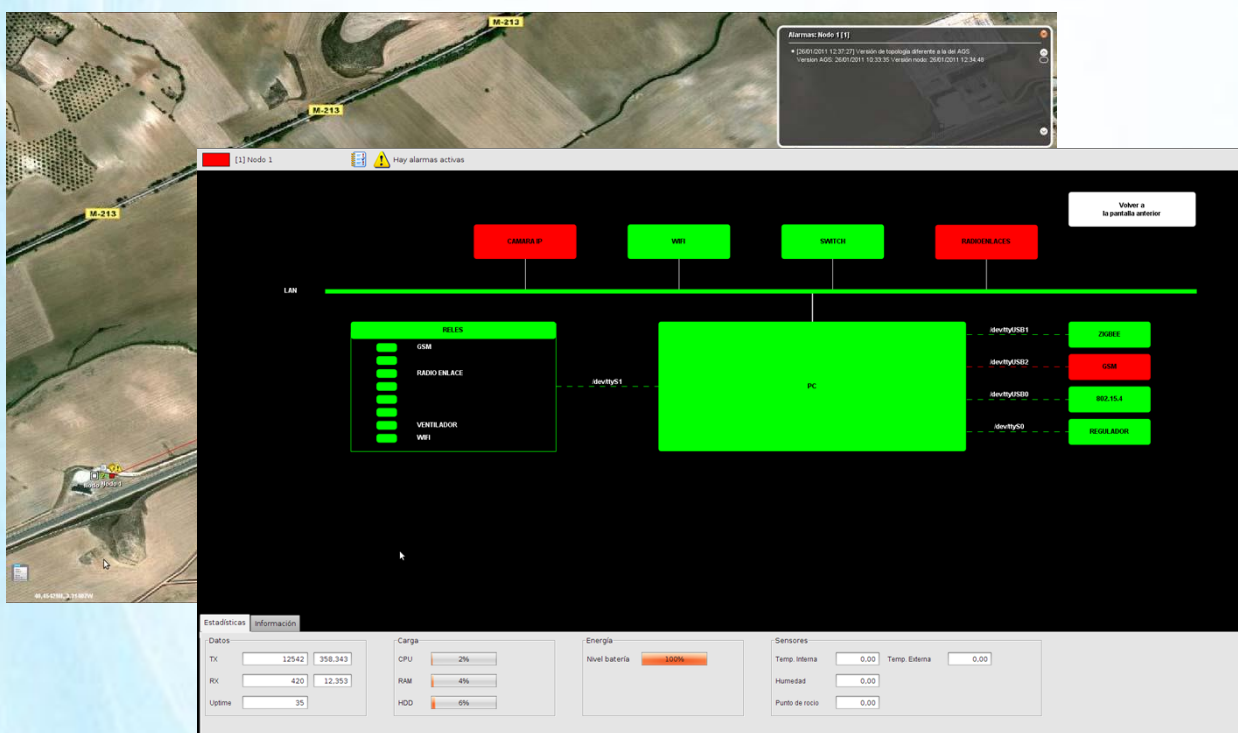 M-213
Alarmas: Nodo 1 [1]
[26/01/2011 12:37:27] Versión de topología diferente a la del AGS
Version AGS: 26/01/2011 10:33:35 Versión nodo: 26/01/2011 12:34:48
M-213
[1] Nodo 1
Hay alarmas activas
M-213
Volver a
la pantalla anterior
CAMARA IP
WIFI
SWITCH
RADIOENLACES
LAN
RELES
GSM
RADIO ENLACE
VENTILADOR
WIFI
/dev/ttyS1
PC
/dev/ttyUSB1
ZIGBEE
/dev/ttyUSB2
GSM
/dev/ttyUSB0
802.15.4
/dev/ttyS0
REGULADOR
Nodo 1
Estadísticas
Información
Datos
TX 12542 358.343
RX 420 12.353
Uptime 35
Carga
CPU 2%
RAM 4%
HDD 6%
Energía
Nivel batería 100%
Sensores
Temp. Interna 0.00 Temp. Externa 0.00
Humedad 0.00
Punto de rocio 0.00